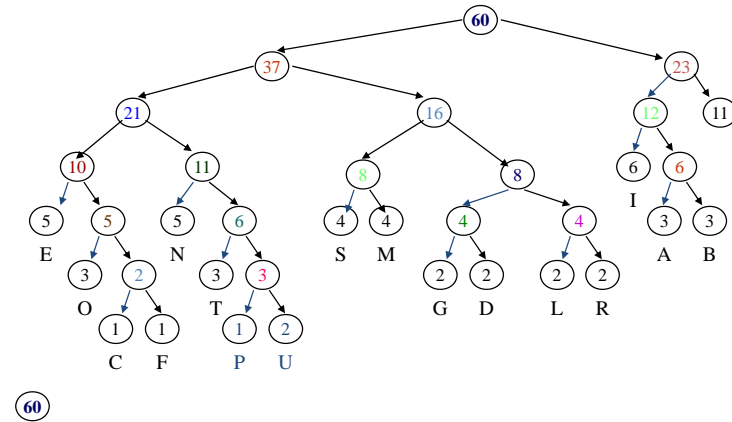 60
37 23
21 16 12 11
10 11 8 8 6 6
5 5 5 6 4 4 4 4 I 3 3
E N S M A B
3 2 3 3 2 2 2 2
O T G D L R
1 1 1 2
C F P U
60